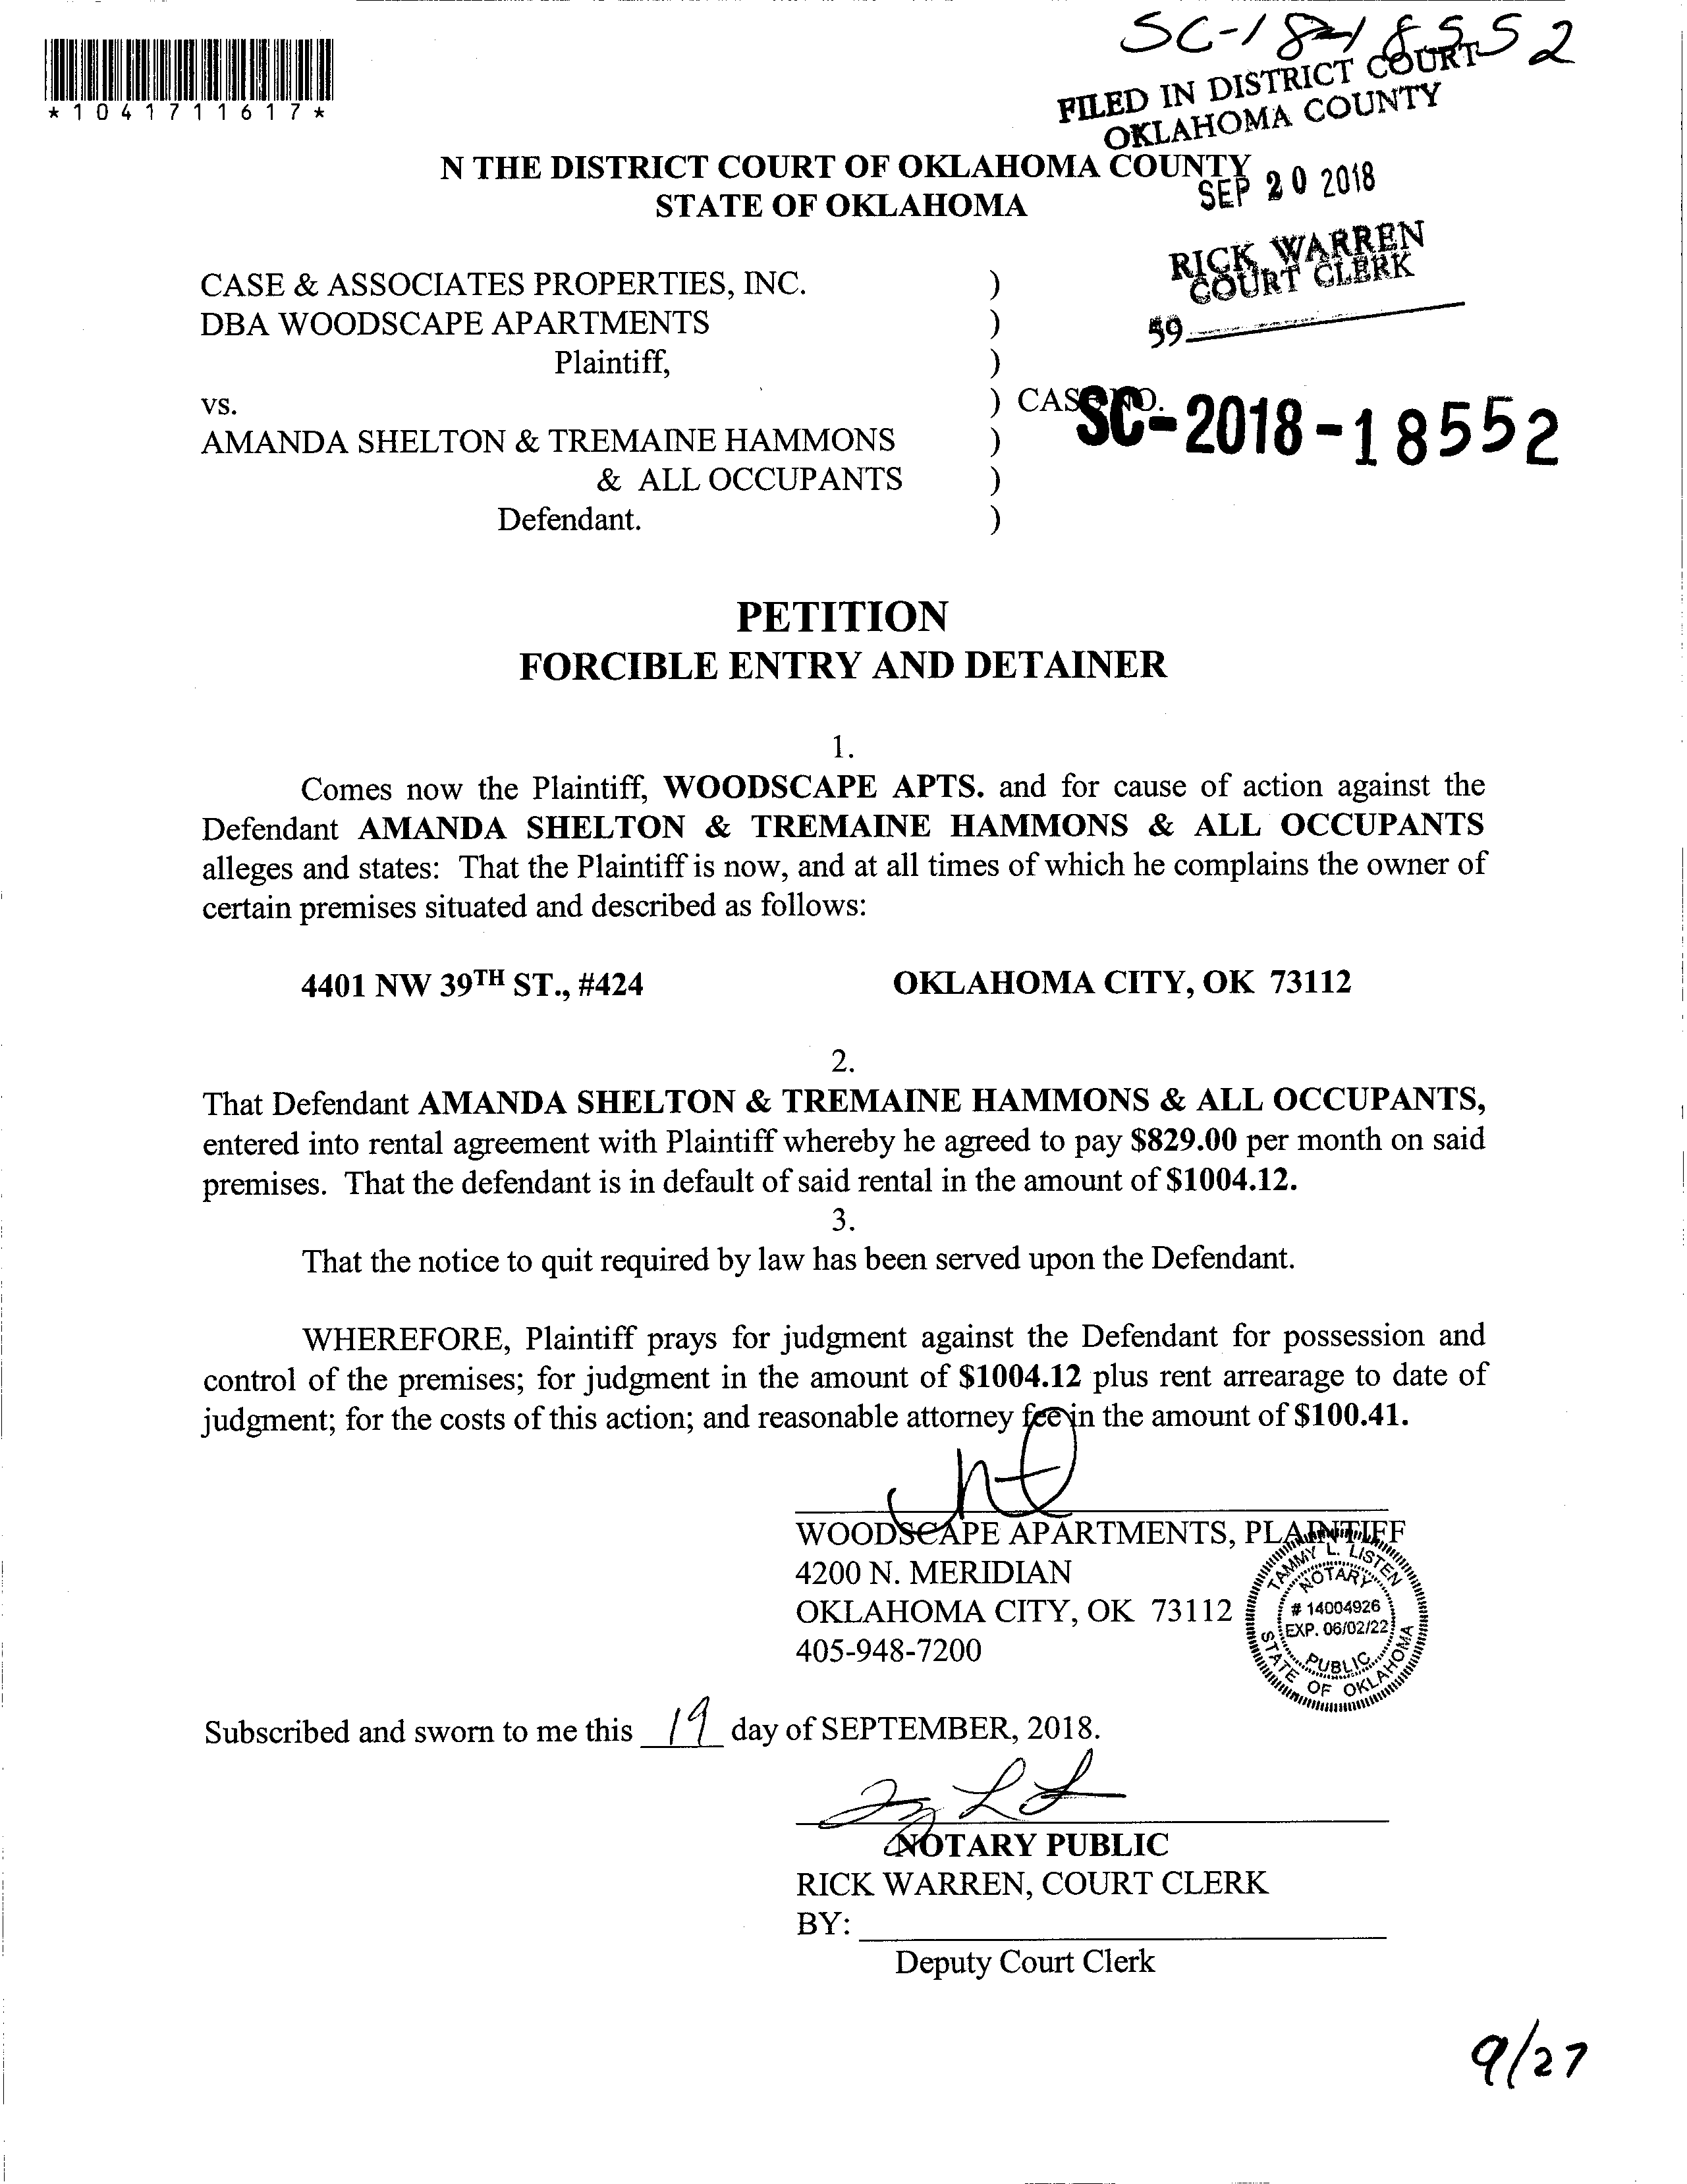 SC-18-18552
*1041711617*
FILED IN DISTRICT COURT
OKLAHOMA COUNTY
N THE DISTRICT COURT OF OKLAHOMA COUNTY
STATE OF OKLAHOMA
SEP 20 2018
RICK WARREN
COURT CLERK
59
CASE & ASSOCIATES PROPERTIES, INC. )
DBA WOODSCAPE APARTMENTS )
Plaintiff, )
vs. ) CASE NO.
SC-2018-18552
AMANDA SHELTON & TREMAINE HAMMONS )
& ALL OCCUPANTS )
Defendant. )
PETITION
FORCIBLE ENTRY AND DETAINER
1.
Comes now the Plaintiff, WOODSCAPE APTS. and for cause of action against the
Defendant AMANDA SHELTON & TREMAINE HAMMONS & ALL OCCUPANTS
alleges and states: That the Plaintiff is now, and at all times of which he complains the owner of
certain premises situated and described as follows:
4401 NW 39TH ST., #424 OKLAHOMA CITY, OK 73112
2.
That Defendant AMANDA SHELTON & TREMAINE HAMMONS & ALL OCCUPANTS,
entered into rental agreement with Plaintiff whereby he agreed to pay $829.00 per month on said
premises. That the defendant is in default of said rental in the amount of $1004.12.
3.
That the notice to quit required by law has been served upon the Defendant.
WHEREFORE, Plaintiff prays for judgment against the Defendant for possession and
control of the premises; for judgment in the amount of $1004.12 plus rent arrearage to date of
judgment; for the costs of this action; and reasonable attorney fee in the amount of $100.41.
WOODSCAPE APARTMENTS, PLAINTIFF
4200 N. MERIDIAN
OKLAHOMA CITY, OK 73112
405-948-7200
TAMMY L. LISTEN
NOTARY
# 14004926
EXP. 06/02/22
PUBLIC
STATE OF OKLAHOMA
Subscribed and sworn to me this 19 day of SEPTEMBER, 2018.
NOTARY PUBLIC
RICK WARREN, COURT CLERK
BY:
Deputy Court Clerk
9/27